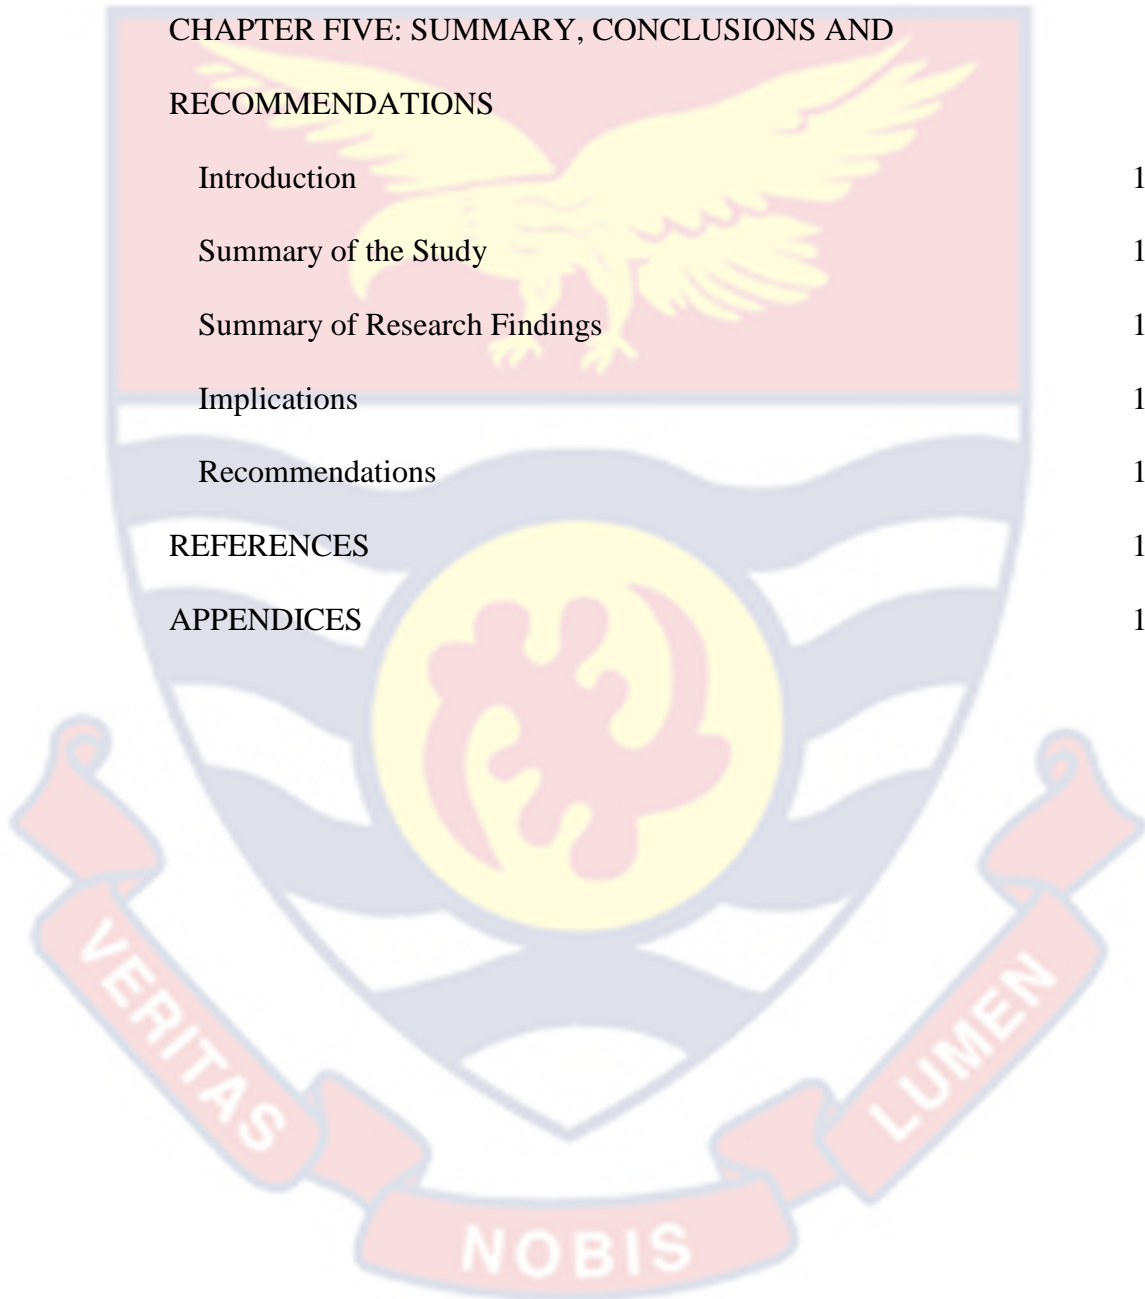 CHAPTER FIVE: SUMMARY, CONCLUSIONS AND
RECOMMENDATIONS
Introduction 1
Summary of the Study 1
Summary of Research Findings 1
Implications 1
Recommendations 1
REFERENCES 1
APPENDICES 1
VERITAS
NOBIS
LUMEN